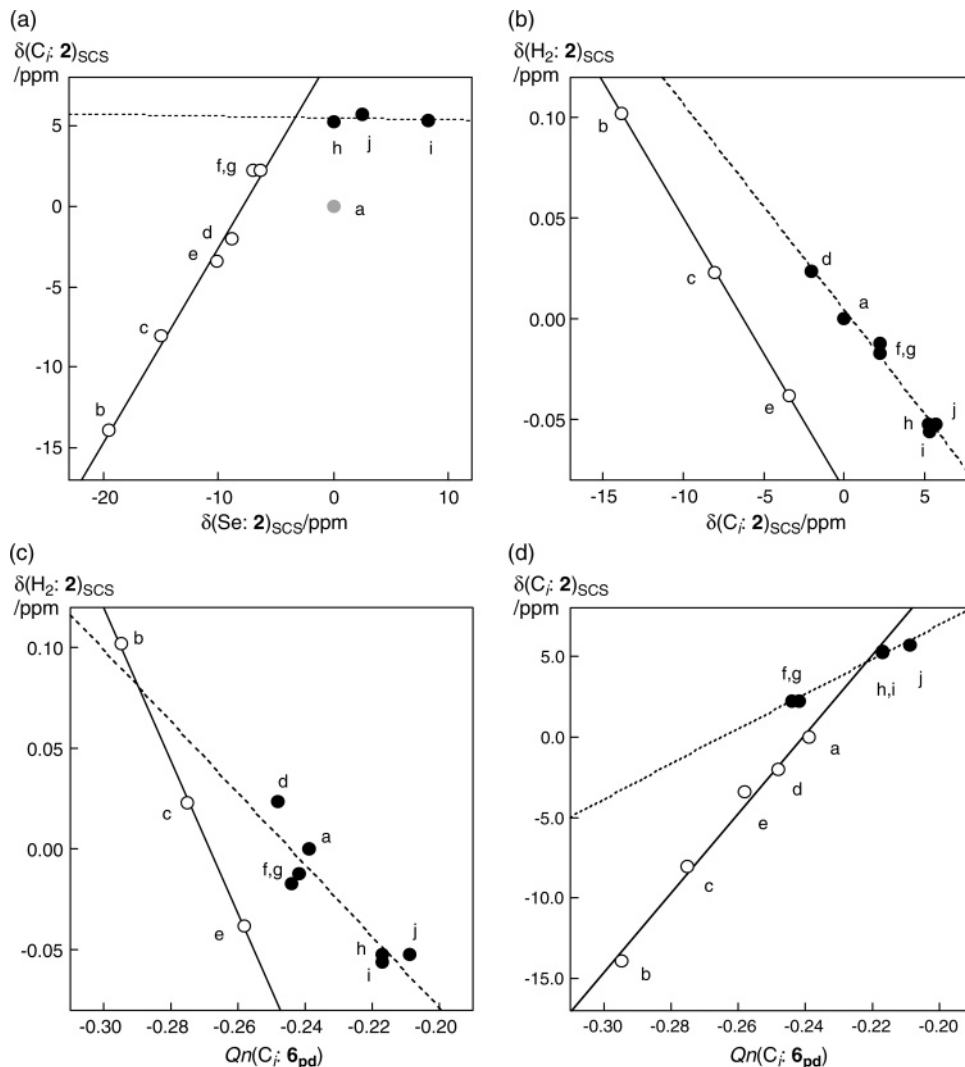 (a)
δ(Ci: 2)SCS
/ppm
5
0
-5
-10
-15
-20
-10
0
10
δ(Se: 2)SCS/ppm
b
c
e
d
f,g
a
h
j
i
(b)
δ(H2: 2)SCS
/ppm
0.10
0.05
0.00
-0.05
-15
-10
-5
0
5
δ(Ci: 2)SCS/ppm
b
c
e
d
a
f,g
h
j
i
(c)
δ(H2: 2)SCS
/ppm
0.10
0.05
0.00
-0.05
-0.30
-0.28
-0.26
-0.24
-0.22
-0.20
Qn(Ci: 6pd)
b
c
e
d
a
f,g
h
j
i
(d)
δ(Ci: 2)SCS
/ppm
5.0
0.0
-5.0
-10.0
-15.0
-0.30
-0.28
-0.26
-0.24
-0.22
-0.20
Qn(Ci: 6pd)
f,g
h,i
j
a
d
e
c
b